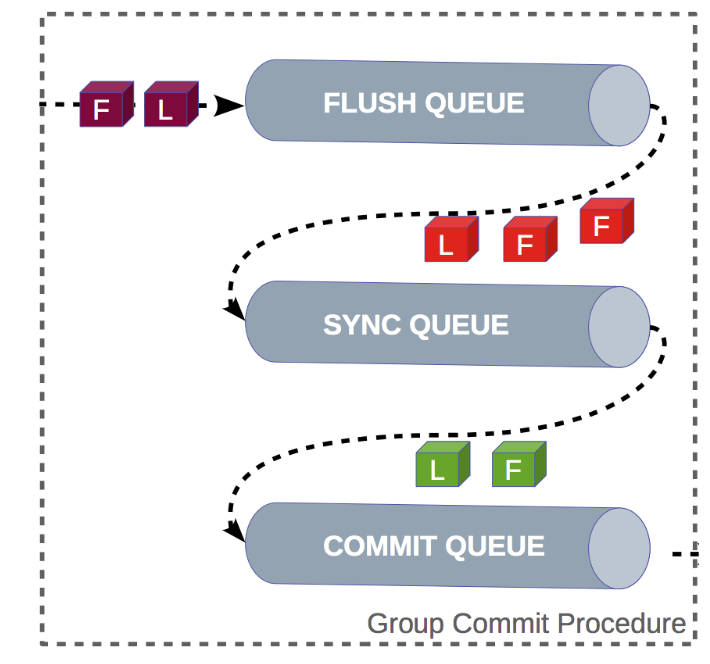 FLUSH QUEUE
F L
L F F
SYNC QUEUE
L F
COMMIT QUEUE
Group Commit Procedure